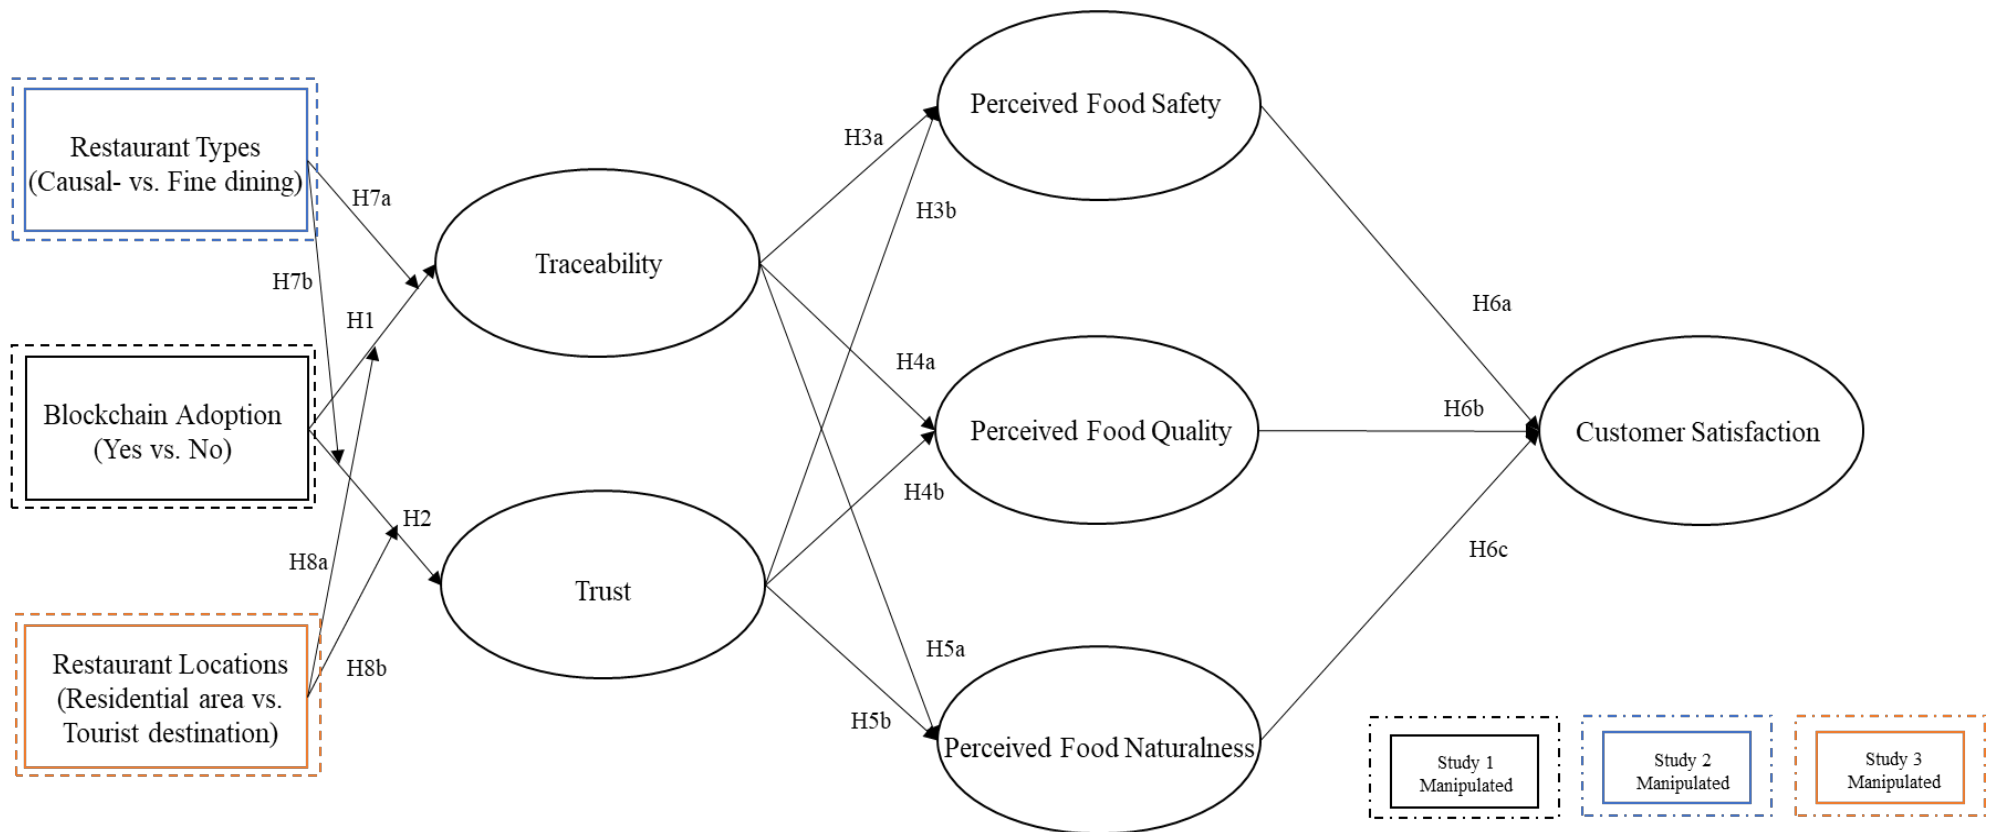 Restaurant Types
(Causal- vs. Fine dining)
H7a
H7b
H1
Blockchain Adoption
(Yes vs. No)
H2
H8a
H8b
Restaurant Locations
(Residential area vs.
Tourist destination)
Traceability
Trust
H3a
H3b
H4a
H4b
H5a
H5b
Perceived Food Safety
Perceived Food Quality
Perceived Food Naturalness
H6a
H6b
H6c
Customer Satisfaction
Study 1
Manipulated
Study 2
Manipulated
Study 3
Manipulated